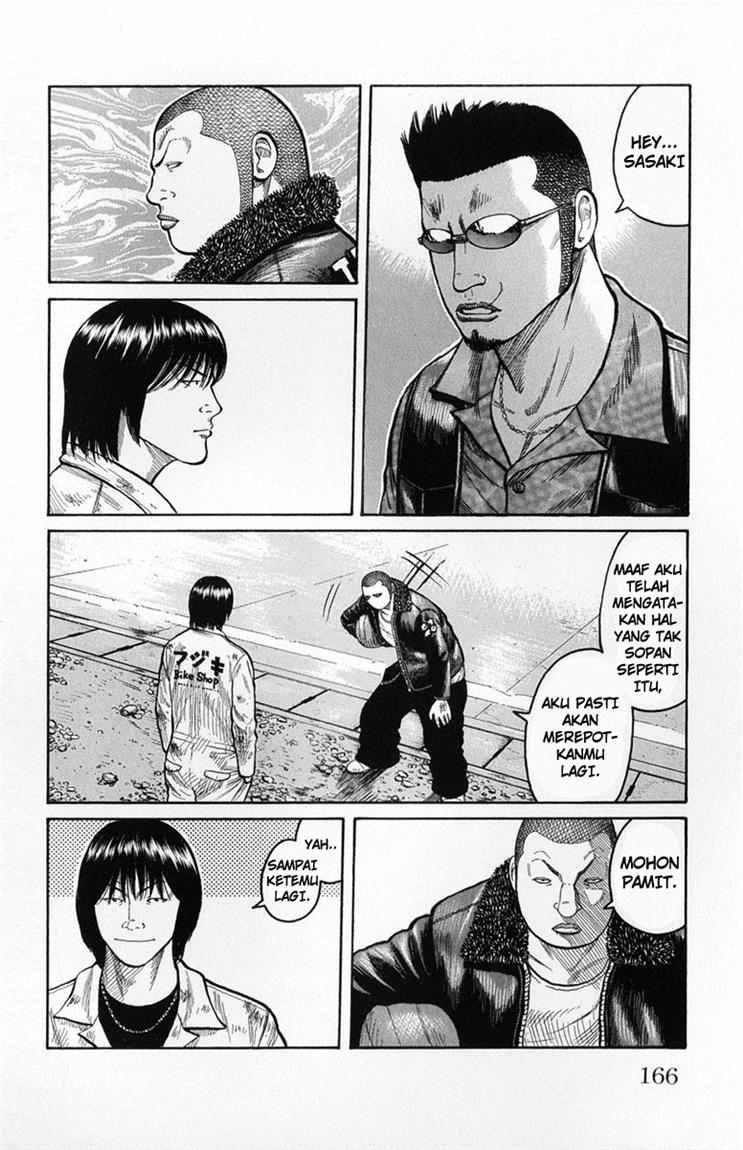 HEY...
SASAKI
MAAF AKU
TELAH
MENGATA-
KAN HAL
YANG TAK
SOPAN
SEPERTI
ITU,
AKU PASTI
AKAN
MEREPOT-
KANMU
LAGI.
フヅキ
Bike Shop
MOHON
PAMIT.
YAH..
SAMPAI
KETEMU
LAGI.
166